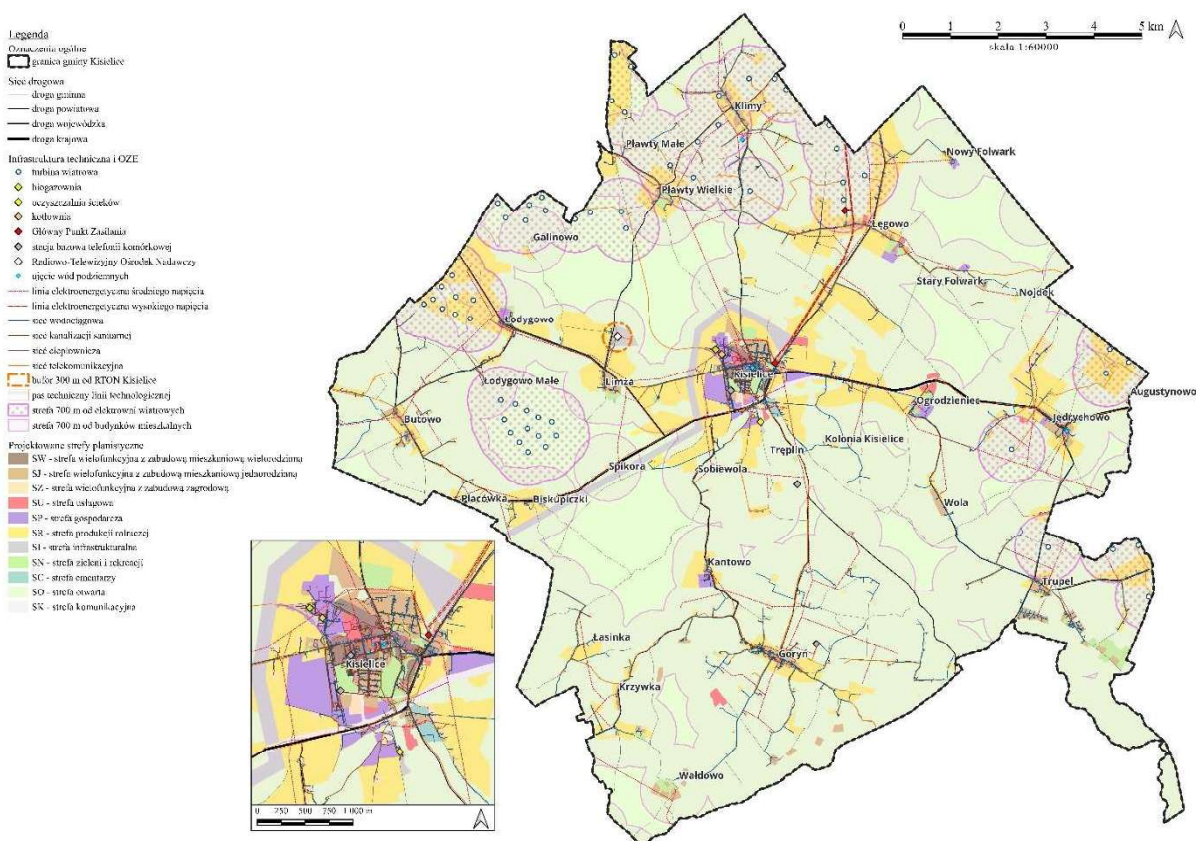 Legenda
Oznaczenia ogólne
granica gminy Kisielice
Sieć drogowa
droga gminna
droga powiatowa
droga wojewódzka
droga krajowa
Infrastruktura techniczna i OZE
turbina wiatrowa
biogazownia
oczyszczalnia ścieków
kotłownia
Główny Punkt Zasilania
stacja bazowa telefonii komórkowej
Radiowo-Telewizyjny Ośrodek Nadawczy
ujęcie wód podziemnych
linia elektroenergetyczna średniego napięcia
linia elektroenergetyczna wysokiego napięcia
sieć wodociągowa
sieć kanalizacji sanitarnej
sieć ciepłownicza
sieć telekomunikacyjna
bufor 300 m od RTON Kisielice
pas techniczny linii technologicznej
strefa 700 m od elektrowni wiatrowych
strefa 700 m od budynków mieszkalnych
Projektowane strefy planistyczne
SW - strefa wielofunkcyjna z zabudową mieszkaniową wielorodzinną
SJ - strefa wielofunkcyjna z zabudową mieszkaniową jednorodzinną
SZ - strefa wielofunkcyjna z zabudową zagrodową
SU - strefa usługowa
SP - strefa gospodarcza
SR - strefa produkcji rolniczej
SI - strefa infrastrukturalna
SN - strefa zieleni i rekreacji
SC - strefa cmentarzy
SO - strefa otwarta
SK - strefa komunikacyjna
0 1 2 3 4 5 km
skala 1:60000
Klimy
Pławty Małe
Nowy Folwark
Pławty Wielkie
Łęgowo
Galinowo
Stary Folwark
Nojdek
Łodygowo
Kisielice
Łodygowo Małe
Limża
Augustynowo
Ogrodzieniec
Butowo
Jędrychowo
Kolonia Kisielice
Tręplin
Sobiewola
Spikora
Placówka
Biskupiczki
Wola
Kantowo
Trupel
Łasinka
Goryń
Krzywka
Wałdowo
Kisielice
0 250 500 750 1 000 m